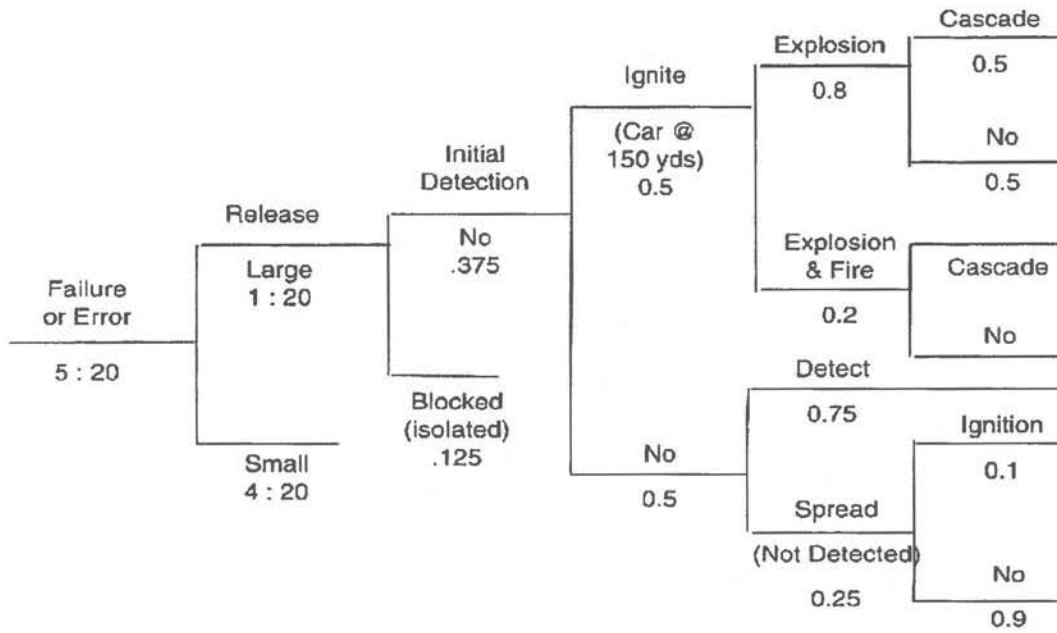 Failure
or Error
5 : 20
Release
Large
1 : 20
Small
4 : 20
Initial
Detection
No
.375
Blocked
(isolated)
.125
Ignite
(Car @
150 yds)
0.5
No
0.5
Explosion
0.8
Explosion
& Fire
0.2
Detect
0.75
Spread
(Not Detected)
0.25
Cascade
0.5
No
0.5
Cascade
No
Ignition
0.1
No
0.9